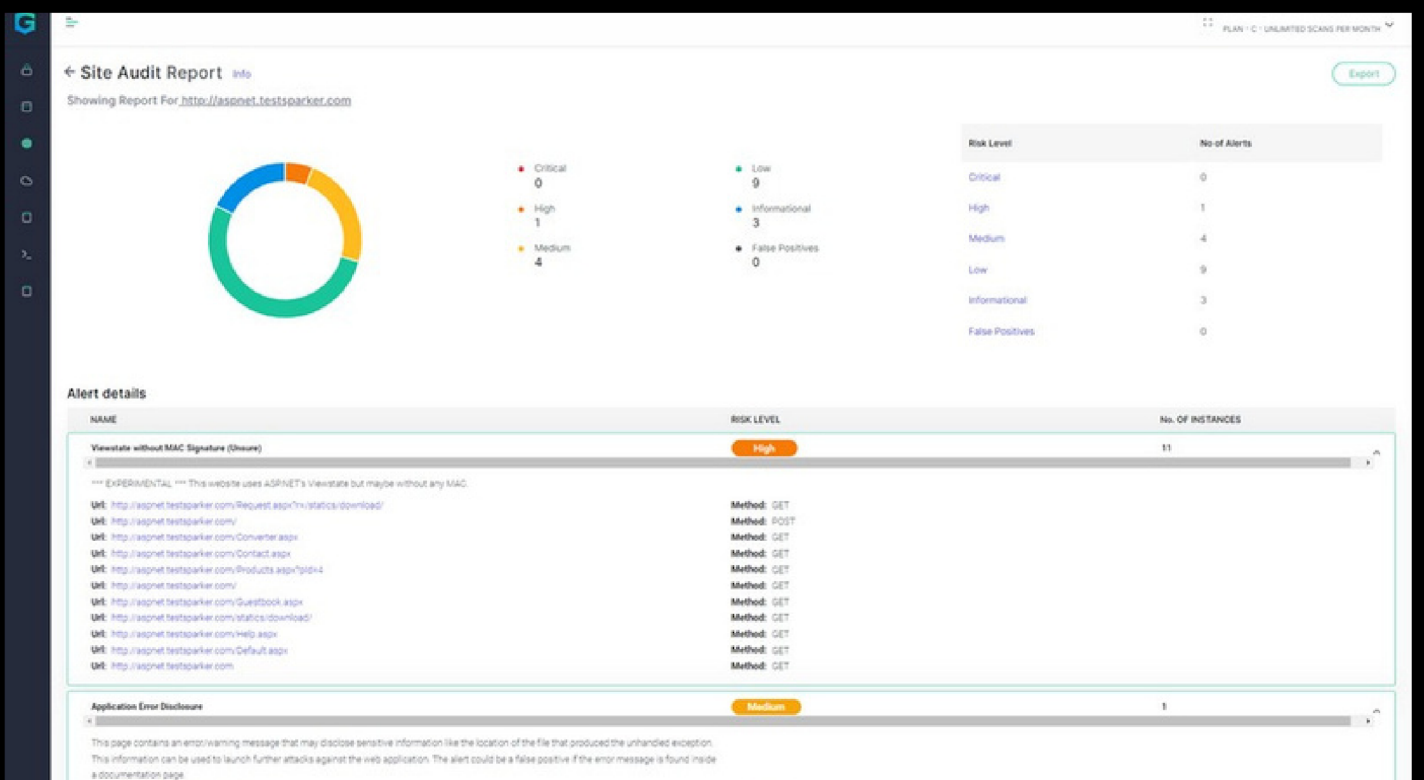 G
PLAN - C - UNLIMITED SCANS PER MONTH
← Site Audit Report Info
Export
Showing Report For http://aspnet.testsparker.com
Critical
0
High
1
Medium
4
Low
9
Informational
3
False Positives
0
Risk Level No of Alerts
Critical 0
High 1
Medium 4
Low 9
Informational 3
False Positives 0
Alert details
NAME RISK LEVEL No. OF INSTANCES
Viewstate without MAC Signature (Unsure) High 11
*** EXPERIMENTAL *** This website uses ASP.NET's Viewstate but maybe without any MAC.
Url: http://aspnet.testsparker.com/Request.aspx?r=/statics/download/ Method: GET
Url: http://aspnet.testsparker.com/ Method: POST
Url: http://aspnet.testsparker.com/Converter.aspx Method: GET
Url: http://aspnet.testsparker.com/Contact.aspx Method: GET
Url: http://aspnet.testsparker.com/Products.aspx?pId=4 Method: GET
Url: http://aspnet.testsparker.com/ Method: GET
Url: http://aspnet.testsparker.com/Guestbook.aspx Method: GET
Url: http://aspnet.testsparker.com/statics/download/ Method: GET
Url: http://aspnet.testsparker.com/Help.aspx Method: GET
Url: http://aspnet.testsparker.com/Default.aspx Method: GET
Url: http://aspnet.testsparker.com Method: GET
Application Error Disclosure Medium 1
This page contains an error/warning message that may disclose sensitive information like the location of the file that produced the unhandled exception.
This information can be used to launch further attacks against the web application. The alert could be a false positive if the error message is found inside
a documentation page.